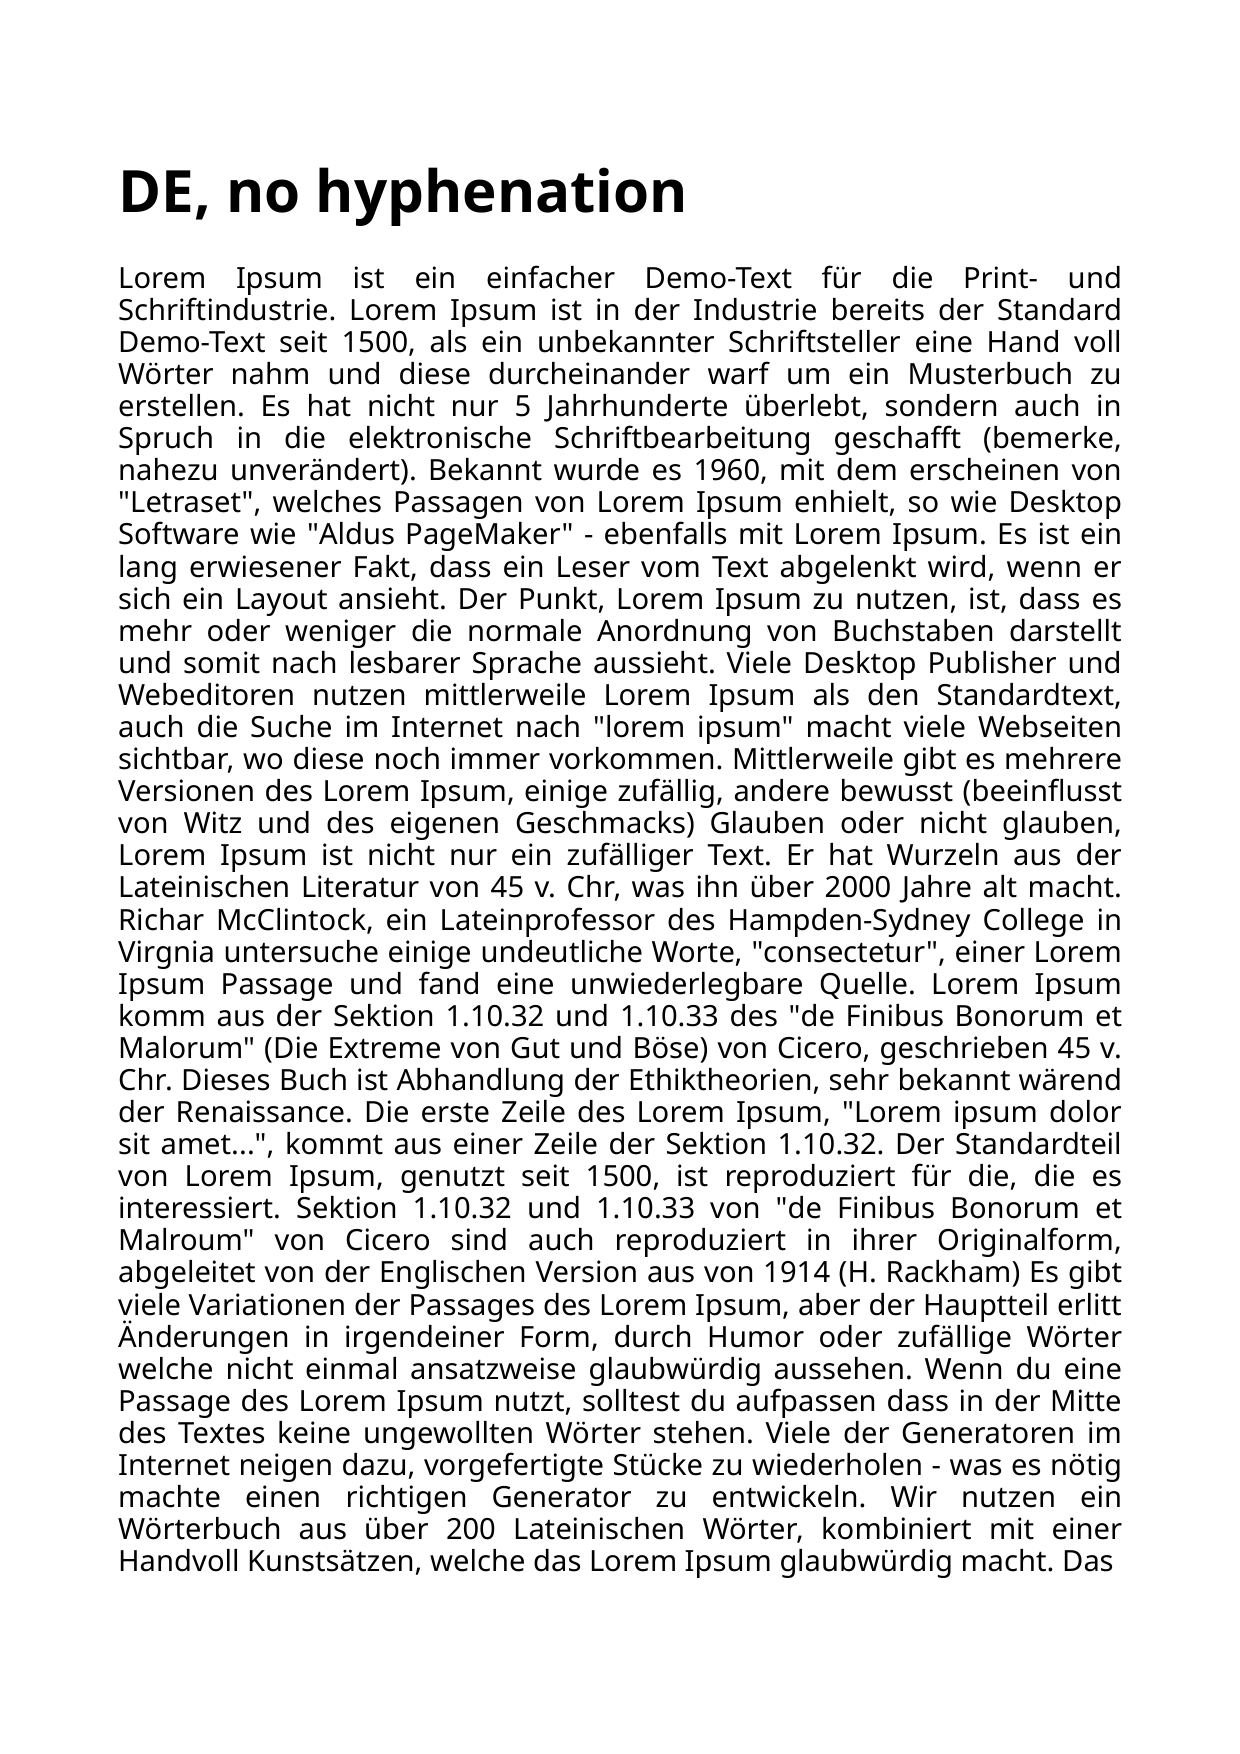 DE, no hyphenation
Lorem Ipsum ist ein einfacher Demo-Text für die Print- und
Schriftindustrie. Lorem Ipsum ist in der Industrie bereits der Standard
Demo-Text seit 1500, als ein unbekannter Schriftsteller eine Hand voll
Wörter nahm und diese durcheinander warf um ein Musterbuch zu
erstellen. Es hat nicht nur 5 Jahrhunderte überlebt, sondern auch in
Spruch in die elektronische Schriftbearbeitung geschafft (bemerke,
nahezu unverändert). Bekannt wurde es 1960, mit dem erscheinen von
"Letraset", welches Passagen von Lorem Ipsum enhielt, so wie Desktop
Software wie "Aldus PageMaker" - ebenfalls mit Lorem Ipsum. Es ist ein
lang erwiesener Fakt, dass ein Leser vom Text abgelenkt wird, wenn er
sich ein Layout ansieht. Der Punkt, Lorem Ipsum zu nutzen, ist, dass es
mehr oder weniger die normale Anordnung von Buchstaben darstellt
und somit nach lesbarer Sprache aussieht. Viele Desktop Publisher und
Webeditoren nutzen mittlerweile Lorem Ipsum als den Standardtext,
auch die Suche im Internet nach "lorem ipsum" macht viele Webseiten
sichtbar, wo diese noch immer vorkommen. Mittlerweile gibt es mehrere
Versionen des Lorem Ipsum, einige zufällig, andere bewusst (beeinflusst
von Witz und des eigenen Geschmacks) Glauben oder nicht glauben,
Lorem Ipsum ist nicht nur ein zufälliger Text. Er hat Wurzeln aus der
Lateinischen Literatur von 45 v. Chr, was ihn über 2000 Jahre alt macht.
Richar McClintock, ein Lateinprofessor des Hampden-Sydney College in
Virgnia untersuche einige undeutliche Worte, "consectetur", einer Lorem
Ipsum Passage und fand eine unwiederlegbare Quelle. Lorem Ipsum
komm aus der Sektion 1.10.32 und 1.10.33 des "de Finibus Bonorum et
Malorum" (Die Extreme von Gut und Böse) von Cicero, geschrieben 45 v.
Chr. Dieses Buch ist Abhandlung der Ethiktheorien, sehr bekannt wärend
der Renaissance. Die erste Zeile des Lorem Ipsum, "Lorem ipsum dolor
sit amet...", kommt aus einer Zeile der Sektion 1.10.32. Der Standardteil
von Lorem Ipsum, genutzt seit 1500, ist reproduziert für die, die es
interessiert. Sektion 1.10.32 und 1.10.33 von "de Finibus Bonorum et
Malroum" von Cicero sind auch reproduziert in ihrer Originalform,
abgeleitet von der Englischen Version aus von 1914 (H. Rackham) Es gibt
viele Variationen der Passages des Lorem Ipsum, aber der Hauptteil erlitt
Änderungen in irgendeiner Form, durch Humor oder zufällige Wörter
welche nicht einmal ansatzweise glaubwürdig aussehen. Wenn du eine
Passage des Lorem Ipsum nutzt, solltest du aufpassen dass in der Mitte
des Textes keine ungewollten Wörter stehen. Viele der Generatoren im
Internet neigen dazu, vorgefertigte Stücke zu wiederholen - was es nötig
machte einen richtigen Generator zu entwickeln. Wir nutzen ein
Wörterbuch aus über 200 Lateinischen Wörter, kombiniert mit einer
Handvoll Kunstsätzen, welche das Lorem Ipsum glaubwürdig macht. Das